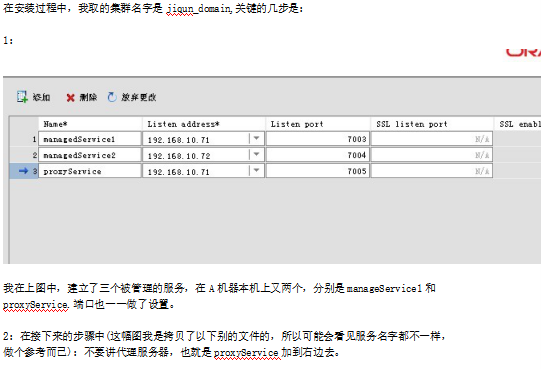 在安装过程中，我取的集群名字是 jiqun_domain,关键的几步是：
1：
添加 删除 放弃更改
Name* Listen address* Listen port SSL listen port SSL enabl
1 managedService1 192.168.10.71 7003 N/A
2 managedService2 192.168.10.72 7004 N/A
3 proxyService 192.168.10.71 7005 N/A
我在上图中，建立了三个被管理的服务，在 A 机器本机上又两个，分别是 manageService1 和
proxyService.端口也一一做了设置。
2：在接下来的步骤中(这幅图我是拷贝了以下别的文件的，所以可能会看见服务名字都不一样，
做个参考而已)：不要讲代理服务器，也就是 proxyService 加到右边去。